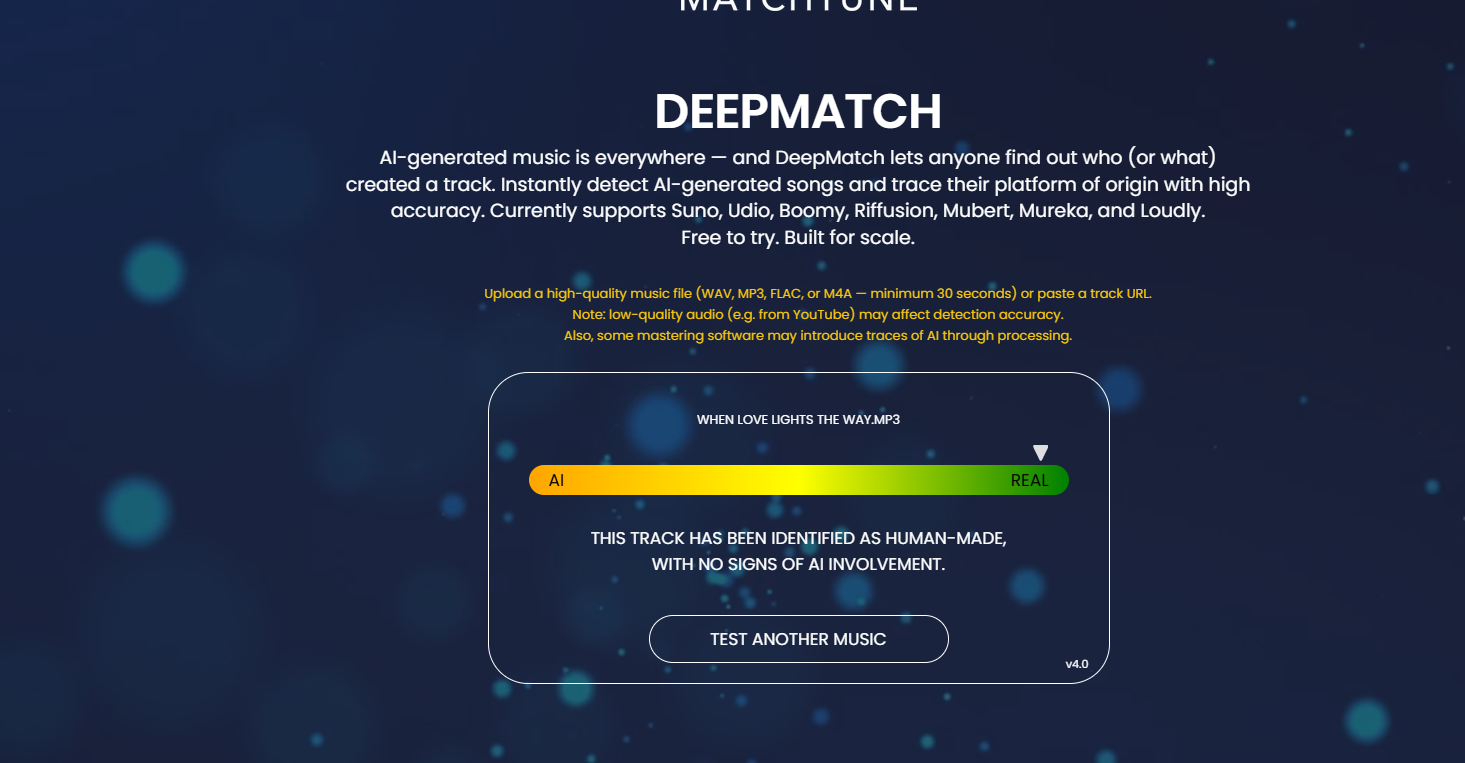 MATCHTUNE
DEEPMATCH
AI-generated music is everywhere — and DeepMatch lets anyone find out who (or what)
created a track. Instantly detect AI-generated songs and trace their platform of origin with high
accuracy. Currently supports Suno, Udio, Boomy, Riffusion, Mubert, Mureka, and Loudly.
Free to try. Built for scale.
Upload a high-quality music file (WAV, MP3, FLAC, or M4A — minimum 30 seconds) or paste a track URL.
Note: low-quality audio (e.g. from YouTube) may affect detection accuracy.
Also, some mastering software may introduce traces of AI through processing.
WHEN LOVE LIGHTS THE WAY.MP3
AI REAL
THIS TRACK HAS BEEN IDENTIFIED AS HUMAN-MADE,
WITH NO SIGNS OF AI INVOLVEMENT.
TEST ANOTHER MUSIC
v4.0